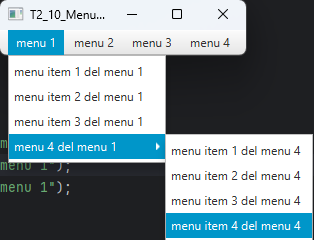 T2_10_Menu...
menu 1 menu 2 menu 3 menu 4
menu item 1 del menu 1
menu item 2 del menu 1
menu item 3 del menu 1
menu 4 del menu 1
menu item 1 del menu 4
menu item 2 del menu 4
menu item 3 del menu 4
menu item 4 del menu 4
menu 1");
menu 1");